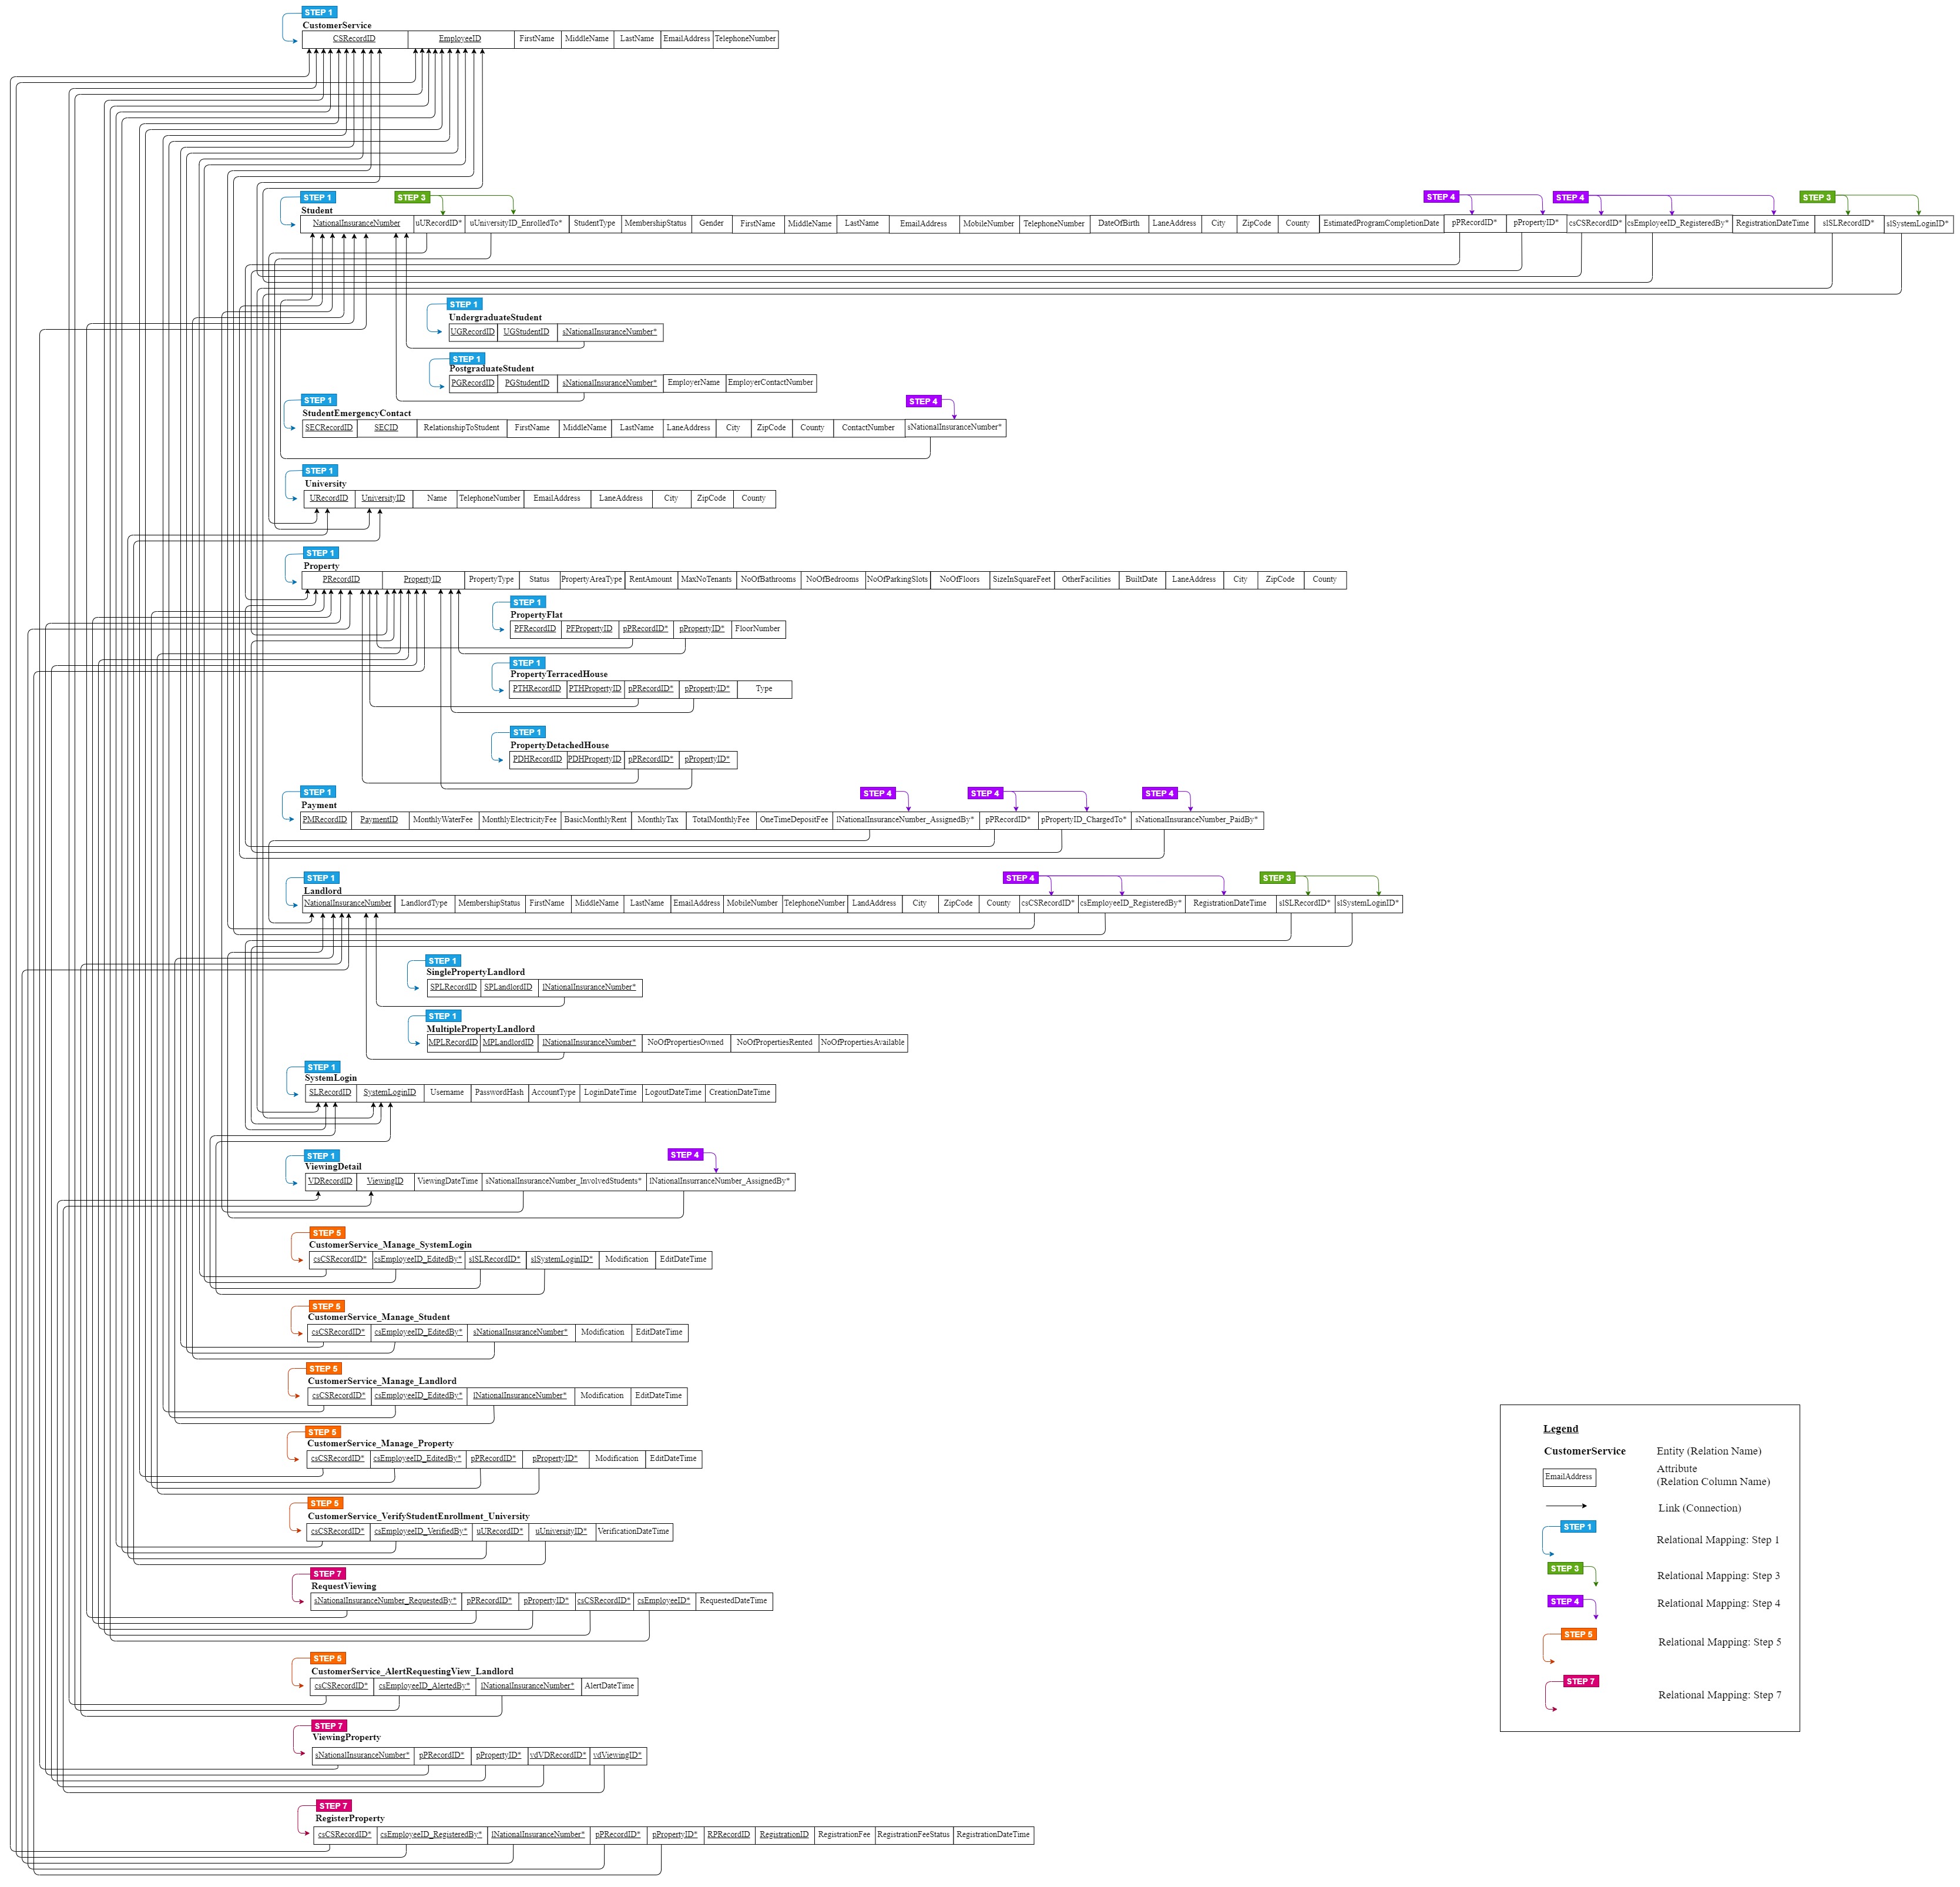 STEP 1
CustomerService
CSRecordID EmployeeID FirstName MiddleName LastName EmailAddress TelephoneNumber
STEP 1 STEP 3 STEP 4 STEP 4 STEP 3
Student
NationalInsuranceNumber uURecordID* uUniversityID_EnrolledTo* StudentType MembershipStatus Gender FirstName MiddleName LastName EmailAddress MobileNumber TelephoneNumber DateOfBirth LaneAddress City ZipCode County EstimatedProgramCompletionDate pPRecordID* pPropertyID* csCSRecordID* csEmployeeID_RegisteredBy* RegistrationDateTime slSLRecordID* slSystemLoginID*
STEP 1
UndergraduateStudent
UGRecordID UGStudentID sNationalInsuranceNumber*
STEP 1
PostgraduateStudent
PGRecordID PGStudentID sNationalInsuranceNumber* EmployerName EmployerContactNumber
STEP 1 STEP 4
StudentEmergencyContact
SECRecordID SECID RelationshipToStudent FirstName MiddleName LastName LaneAddress City ZipCode County ContactNumber sNationalInsuranceNumber*
STEP 1
University
URecordID UniversityID Name TelephoneNumber EmailAddress LaneAddress City ZipCode County
STEP 1
Property
PRecordID PropertyID PropertyType Status PropertyAreaType RentAmount MaxNoTenants NoOfBathrooms NoOfBedrooms NoOfParkingSlots NoOfFloors SizeInSquareFeet OtherFacilities BuiltDate LaneAddress City ZipCode County
STEP 1
PropertyFlat
PFRecordID PFPropertyID pPRecordID* pPropertyID* FloorNumber
STEP 1
PropertyTerracedHouse
PTHRecordID PTHPropertyID pPRecordID* pPropertyID* Type
STEP 1
PropertyDetachedHouse
PDHRecordID PDHPropertyID pPRecordID* pPropertyID*
STEP 1 STEP 4 STEP 4 STEP 4
Payment
PMRecordID PaymentID MonthlyWaterFee MonthlyElectricityFee BasicMonthlyRent MonthlyTax TotalMonthlyFee OneTimeDepositFee lNationalInsuranceNumber_AssignedBy* pPRecordID* pPropertyID_ChargedTo* sNationalInsuranceNumber_PaidBy*
STEP 1 STEP 4 STEP 3
Landlord
NationalInsuranceNumber LandlordType MembershipStatus FirstName MiddleName LastName EmailAddress MobileNumber TelephoneNumber LandAddress City ZipCode County csCSRecordID* csEmployeeID_RegisteredBy* RegistrationDateTime slSLRecordID* slSystemLoginID*
STEP 1
SinglePropertyLandlord
SPLRecordID SPLandlordID lNationalInsuranceNumber*
STEP 1
MultiplePropertyLandlord
MPLRecordID MPLandlordID lNationalInsuranceNumber* NoOfPropertiesOwned NoOfPropertiesRented NoOfPropertiesAvailable
STEP 1
SystemLogin
SLRecordID SystemLoginID Username PasswordHash AccountType LoginDateTime LogoutDateTime CreationDateTime
STEP 1 STEP 4
ViewingDetail
VDRecordID ViewingID ViewingDateTime sNationalInsuranceNumber_InvolvedStudents* lNationalInsurranceNumber_AssignedBy*
STEP 5
CustomerService_Manage_SystemLogin
csCSRecordID* csEmployeeID_EditedBy* slSLRecordID* slSystemLoginID* Modification EditDateTime
STEP 5
CustomerService_Manage_Student
csCSRecordID* csEmployeeID_EditedBy* sNationalInsuranceNumber* Modification EditDateTime
STEP 5
CustomerService_Manage_Landlord
csCSRecordID* csEmployeeID_EditedBy* lNationalInsuranceNumber* Modification EditDateTime
STEP 5
CustomerService_Manage_Property
csCSRecordID* csEmployeeID_EditedBy* pPRecordID* pPropertyID* Modification EditDateTime
STEP 5
CustomerService_VerifyStudentEnrollment_University
csCSRecordID* csEmployeeID_VerifiedBy* uURecordID* uUniversityID* VerificationDateTime
STEP 7
RequestViewing
sNationalInsuranceNumber_RequestedBy* pPRecordID* pPropertyID* csCSRecordID* csEmployeeID* RequestedDateTime
STEP 5
CustomerService_AlertRequestingView_Landlord
csCSRecordID* csEmployeeID_AlertedBy* lNationalInsuranceNumber* AlertDateTime
STEP 7
ViewingProperty
sNationalInsuranceNumber* pPRecordID* pPropertyID* vdVDRecordID* vdViewingID*
STEP 7
RegisterProperty
csCSRecordID* csEmployeeID_RegisteredBy* lNationalInsuranceNumber* pPRecordID* pPropertyID* RPRecordID RegistrationID RegistrationFee RegistrationFeeStatus RegistrationDateTime
Legend
CustomerService Entity (Relation Name)
EmailAddress Attribute
(Relation Column Name)
Link (Connection)
STEP 1 Relational Mapping: Step 1
STEP 3 Relational Mapping: Step 3
STEP 4 Relational Mapping: Step 4
STEP 5 Relational Mapping: Step 5
STEP 7 Relational Mapping: Step 7